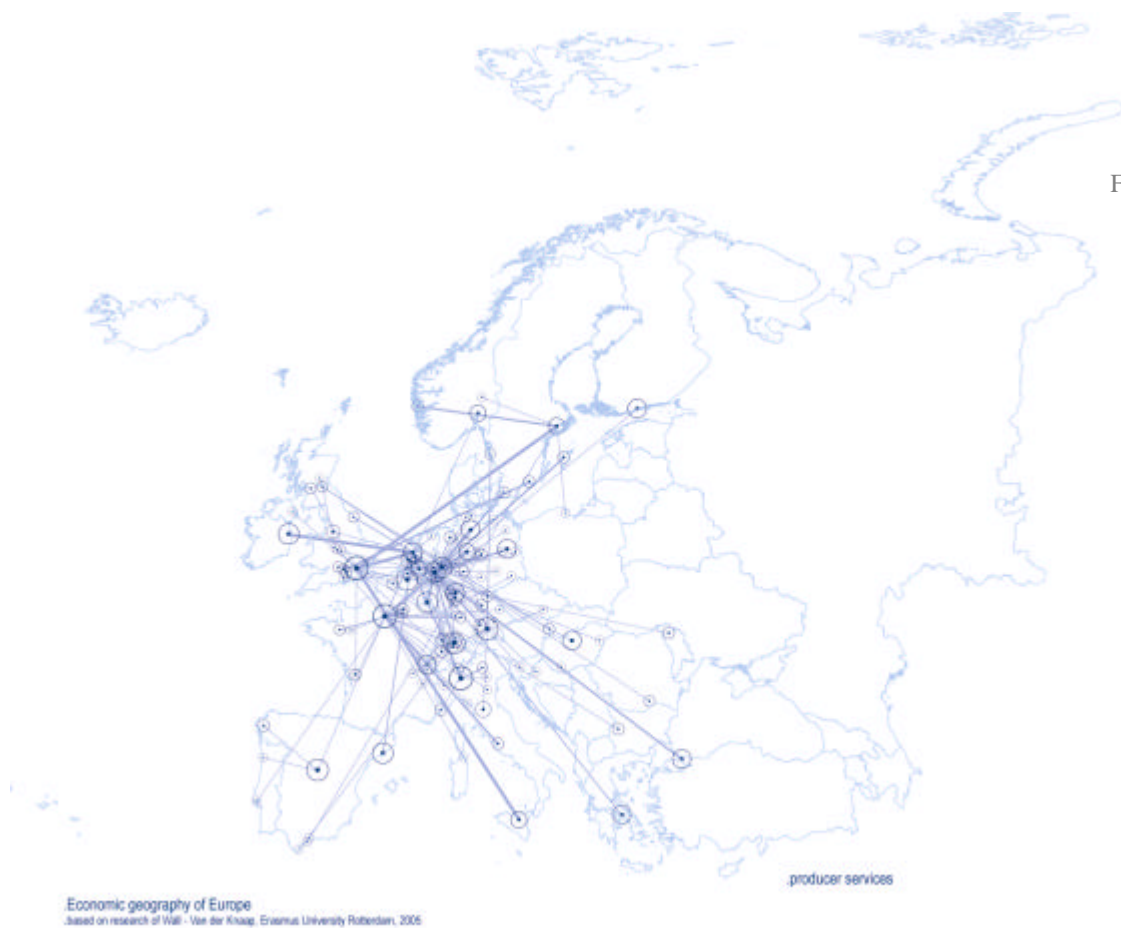 F
.producer services
.Economic geography of Europe
.based on research of Wall - Van der Knaap, Erasmus University Rotterdam, 2005